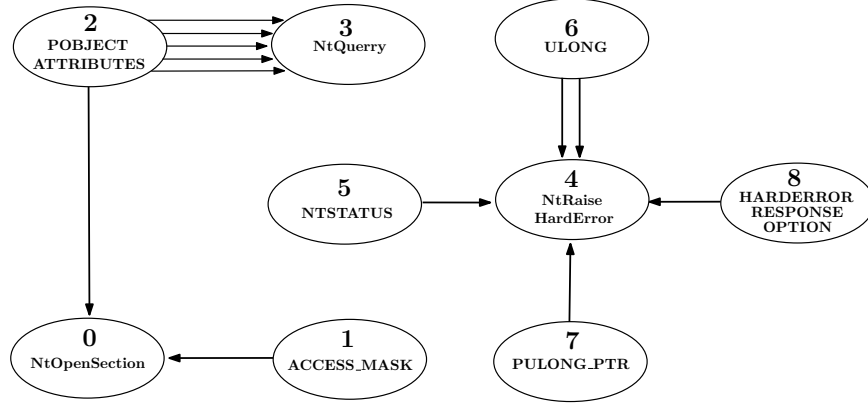 2
POBJECT
ATTRIBUTES
3
NtQuerry
6
ULONG
5
NTSTATUS
4
NtRaise
HardError
8
HARDERROR
RESPONSE
OPTION
0
NtOpenSection
1
ACCESS_MASK
7
PULONG_PTR